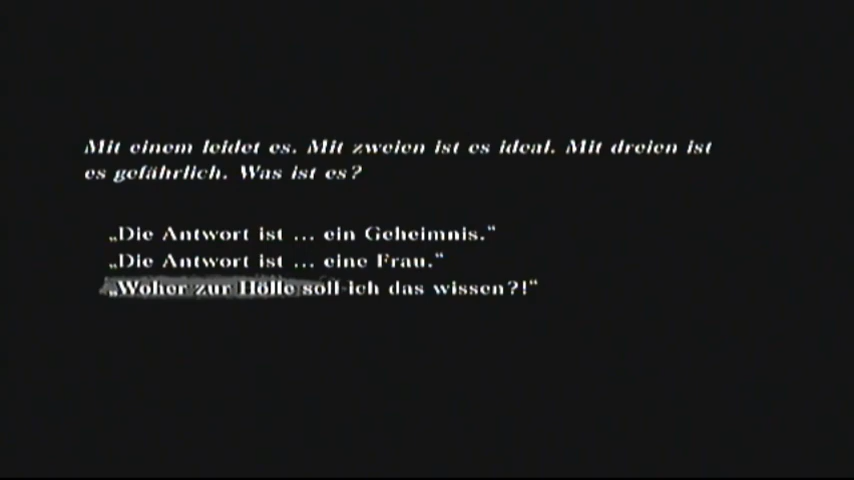 Mit einem leidet es. Mit zweien ist es ideal. Mit dreien ist
es gefährlich. Was ist es?
„Die Antwort ist ... ein Geheimnis.“
„Die Antwort ist ... eine Frau.“
„Woher zur Hölle soll ich das wissen?!“